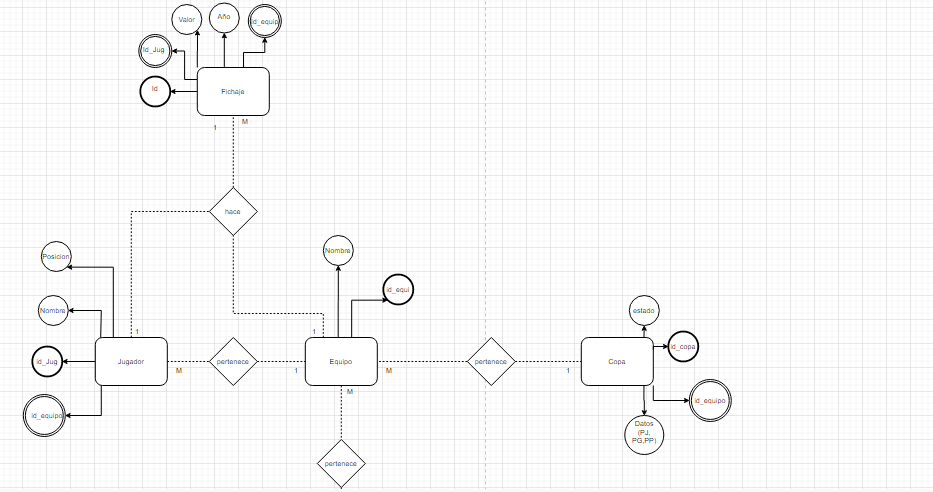 Valor
Año
id_equip
Id_Jug
Id
Fichaje
1
M
hace
Posicion
Nombre
id_equi
Nombre
estado
1
1
id_Jug
Jugador
pertenece
Equipo
pertenece
Copa
id_copa
M
1
M
1
M
id_equipo
id_equipo
Datos
(PJ,
PG,PP)
pertenece